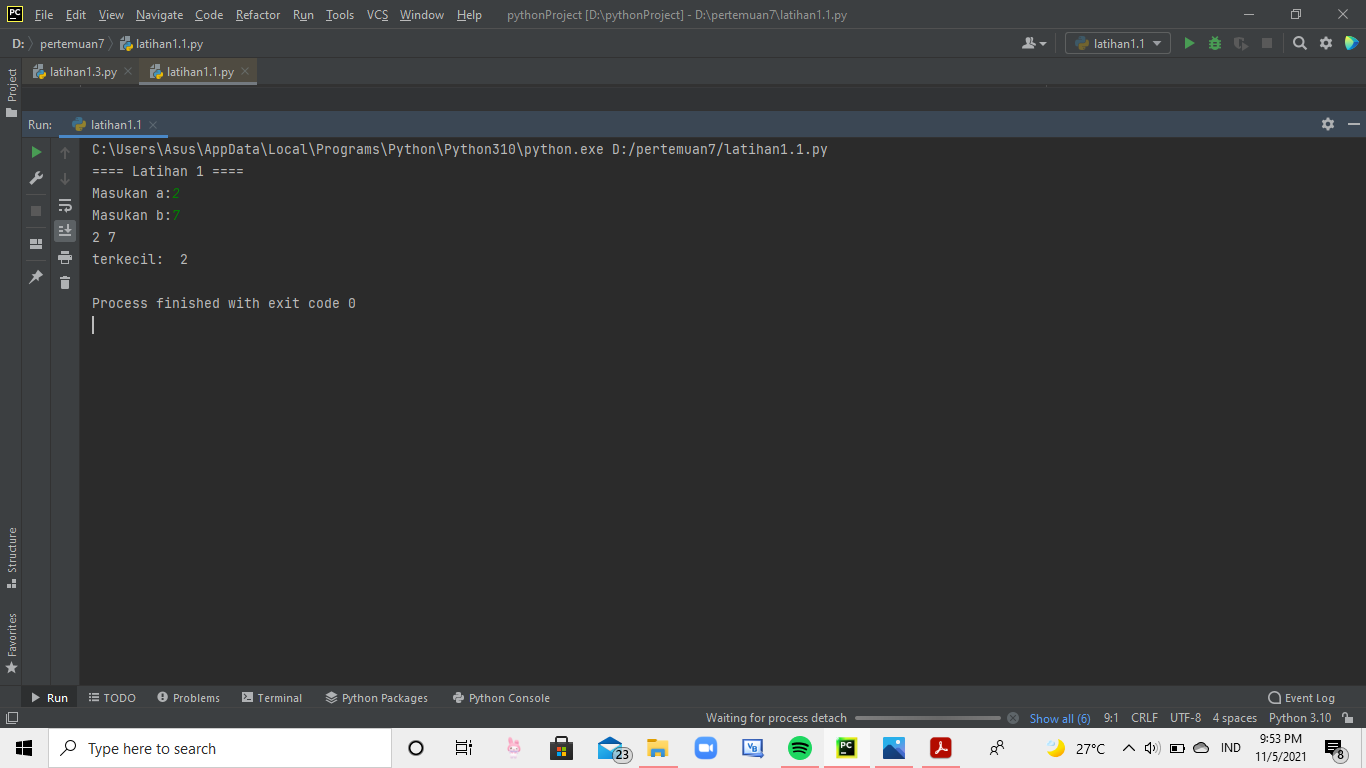 PC File Edit View Navigate Code Refactor Run Tools VCS Window Help pythonProject [D:\pythonProject] - D:\pertemuan7\latihan1.1.py
D: pertemuan7 latihan1.1.py latihan1.1
latihan1.3.py latihan1.1.py
Project
Run: latihan1.1
C:\Users\Asus\AppData\Local\Programs\Python\Python310\python.exe D:/pertemuan7/latihan1.1.py
==== Latihan 1 ====
Masukan a:2
Masukan b:7
2 7
terkecil:  2
Process finished with exit code 0
Structure
Favorites
Run TODO Problems Terminal Python Packages Python Console Event Log
Waiting for process detach Show all (6) 9:1 CRLF UTF-8 4 spaces Python 3.10
Type here to search 23 VB PC 27°C IND 9:53 PM 8
11/5/2021